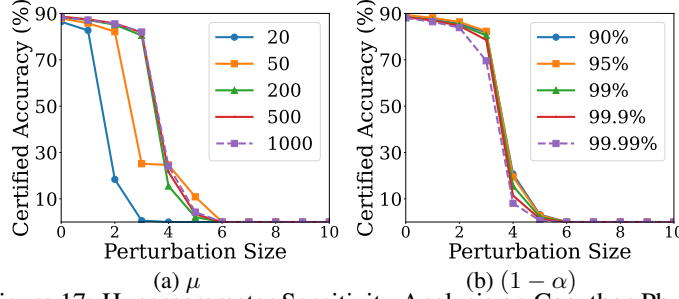 Certified Accuracy (%)
90
70
50
30
10
0 2 4 6 8 10
Perturbation Size
20
50
200
500
1000
(a) μ
Certified Accuracy (%)
90
70
50
30
10
0 2 4 6 8 10
Perturbation Size
90%
95%
99%
99.9%
99.99%
(b) (1 − α)